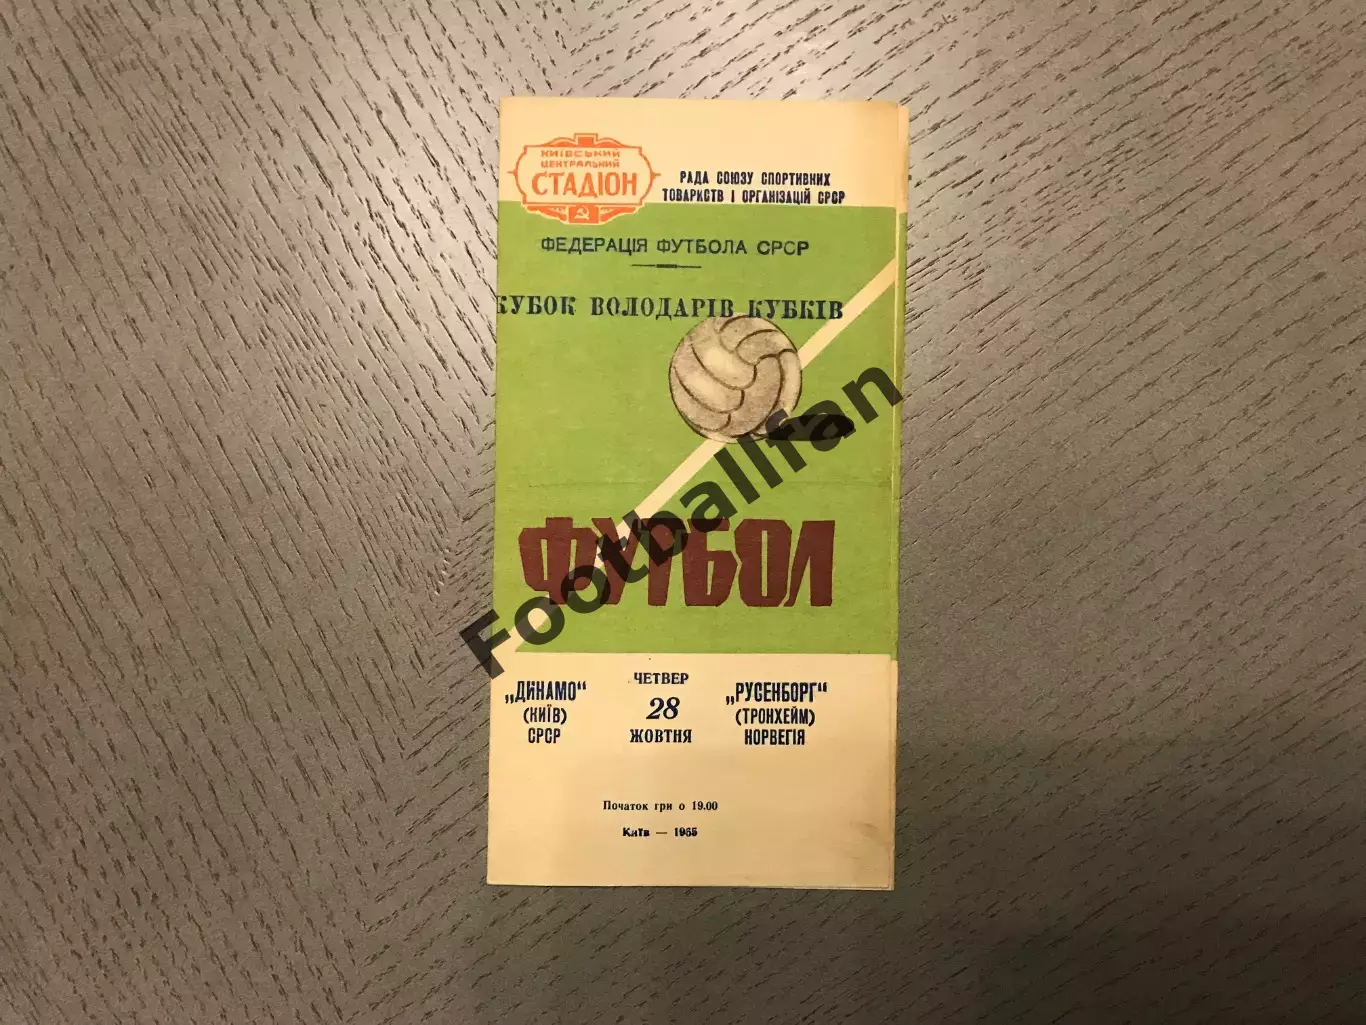 КИЇВСЬКИЙ
ЦЕНТРАЛЬНИЙ
СТАДІОН
РАДА СОЮЗУ СПОРТИВНИХ
ТОВАРИСТВ І ОРГАНІЗАЦІЙ СРСР
ФЕДЕРАЦІЯ ФУТБОЛА СРСР
КУБОК ВОЛОДАРІВ КУБКІВ
ФУТБОЛ
Footballfan
„ДИНАМО“
(КИЇВ)
СРСР
ЧЕТВЕР
28
ЖОВТНЯ
„РУСЕНБОРГ“
(ТРОНХЕЙМ)
НОРВЕГІЯ
Початок гри о 19.00
Київ — 1965